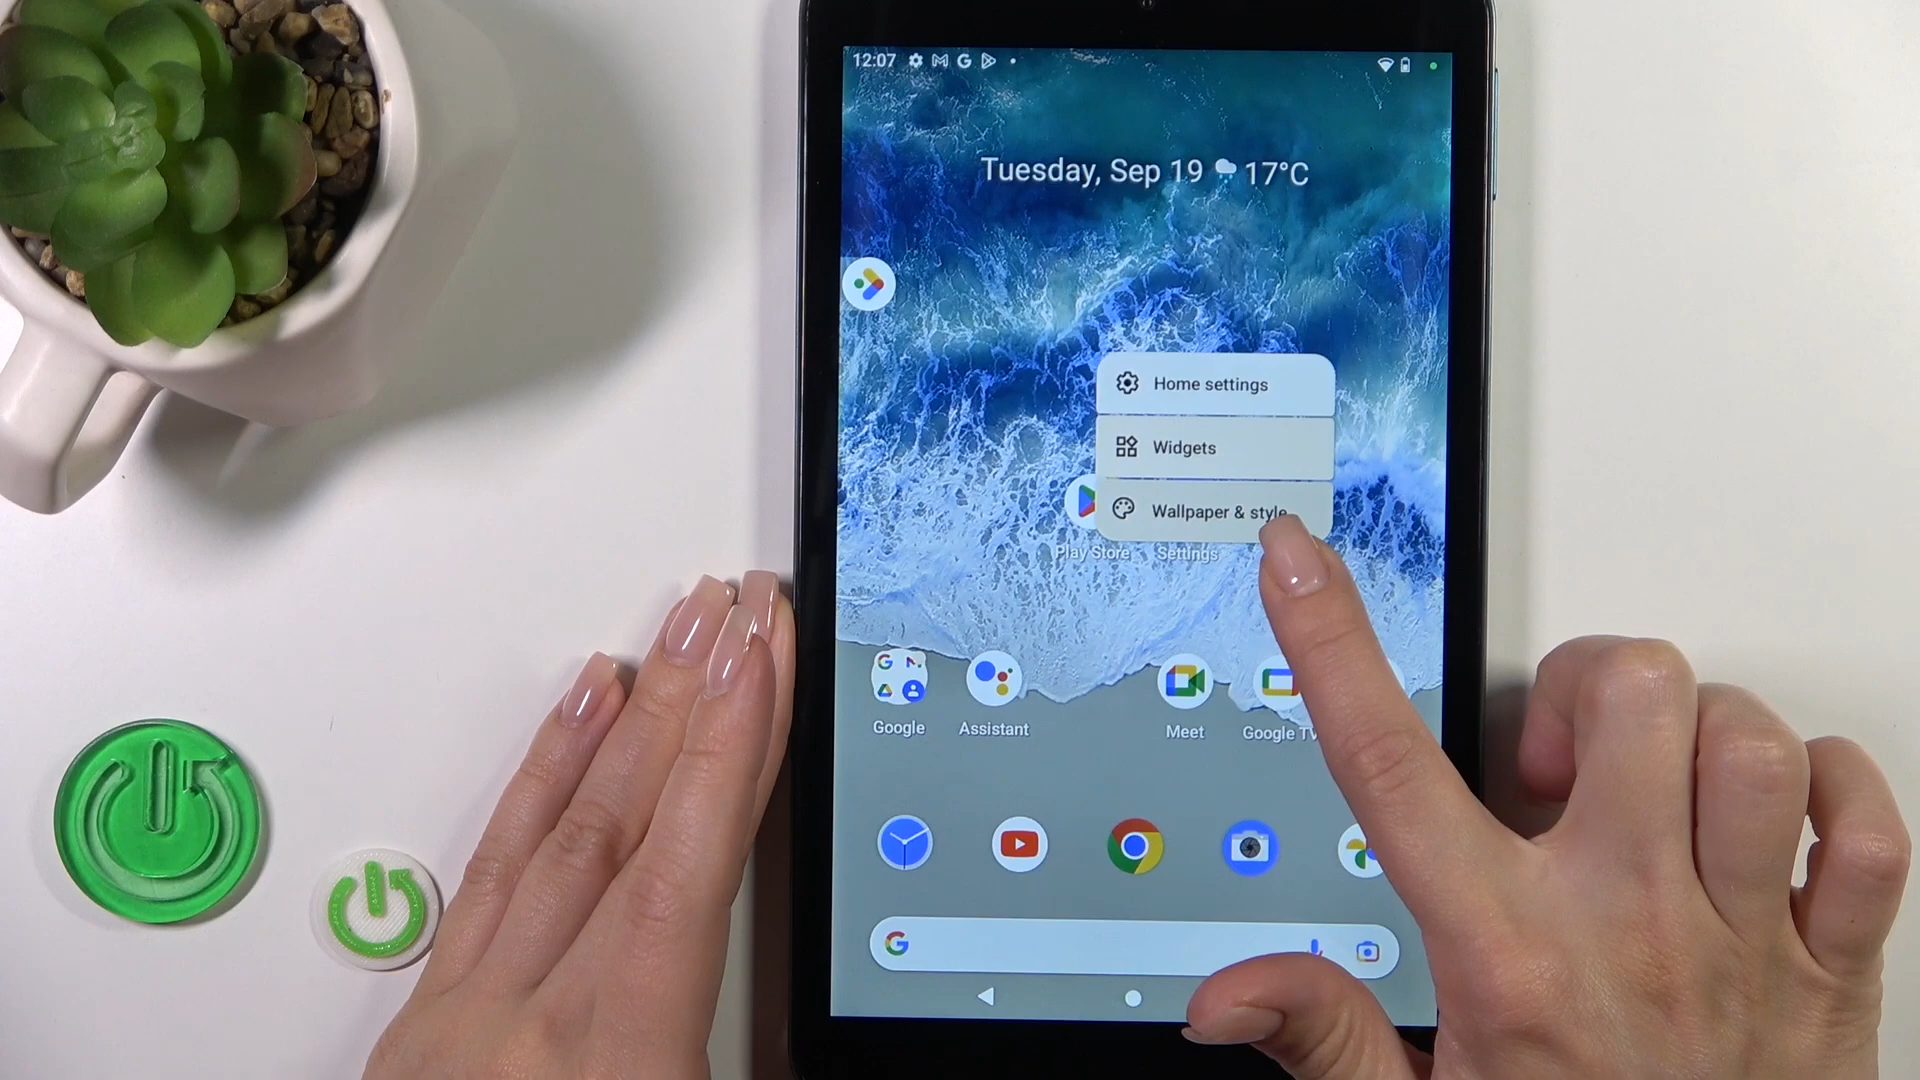 12:07
Tuesday, Sep 19 17°C
Home settings
Widgets
Wallpaper & style
Play Store Settings
Google Assistant Meet Google TV